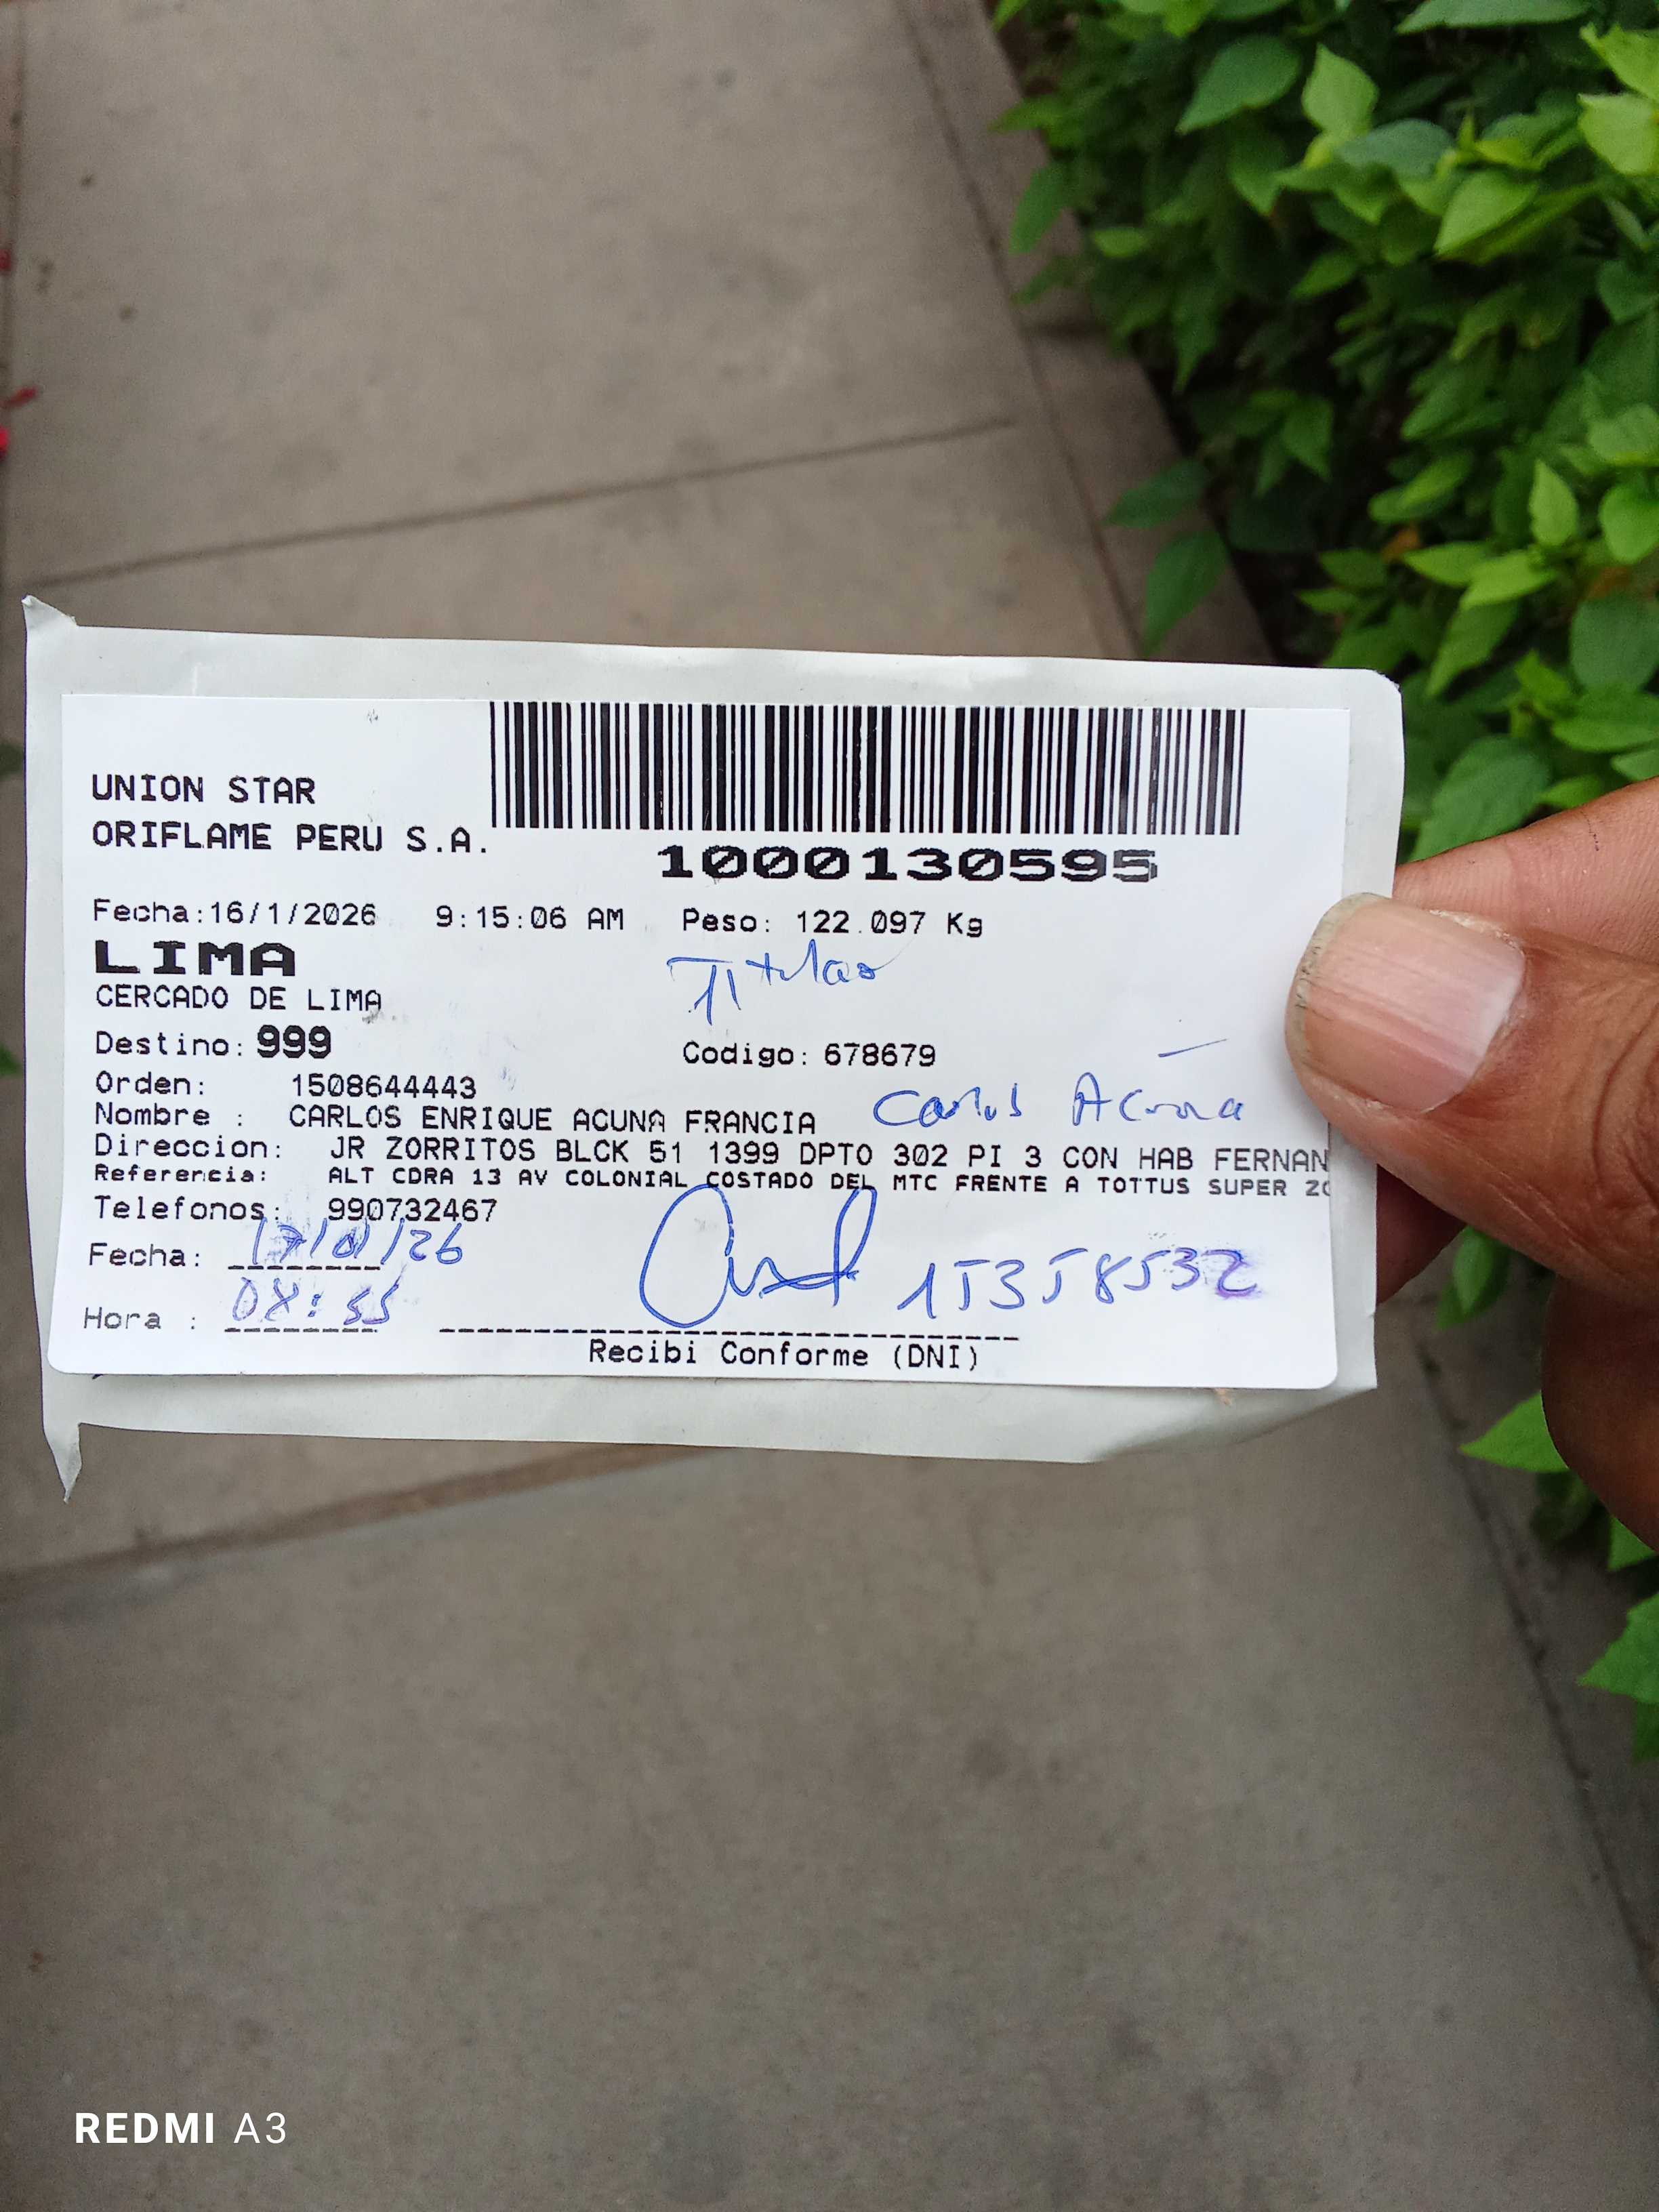 UNION STAR
ORIFLAME PERU S.A.
1000130595
Fecha:16/1/2026 9:15:06 AM Peso: 122.097 Kg
LIMA
Titular
CERCADO DE LIMA
Destino: 999 Codigo: 678679
Orden: 1508644443
Nombre : CARLOS ENRIQUE ACUNA FRANCIA Carlos Acuña
Direccion: JR ZORRITOS BLCK 51 1399 DPTO 302 PI 3 CON HAB FERNAN
Referencia: ALT CDRA 13 AV COLONIAL COSTADO DEL MTC FRENTE A TOTTUS SUPER
Telefonos: 990732467
Fecha: 17/01/26
15358532
Hora : 08:55
Recibi Conforme (DNI)
REDMI A3